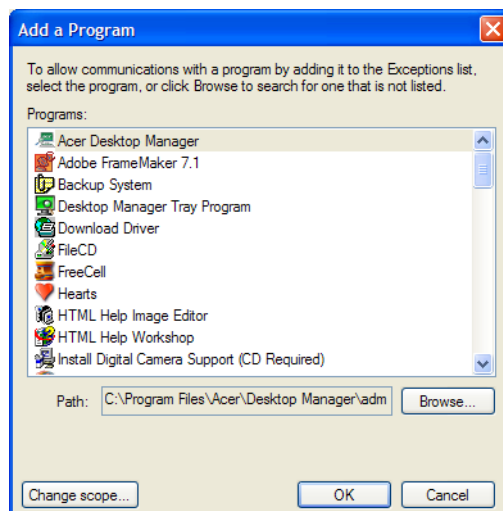 Add a Program
To allow communications with a program by adding it to the Exceptions list,
select the program, or click Browse to search for one that is not listed.
Programs:
Acer Desktop Manager
Adobe FrameMaker 7.1
Backup System
Desktop Manager Tray Program
Download Driver
FileCD
FreeCell
Hearts
HTML Help Image Editor
HTML Help Workshop
Install Digital Camera Support (CD Required)
Path: C:\Program Files\Acer\Desktop Manager\adm Browse...
Change scope... OK Cancel